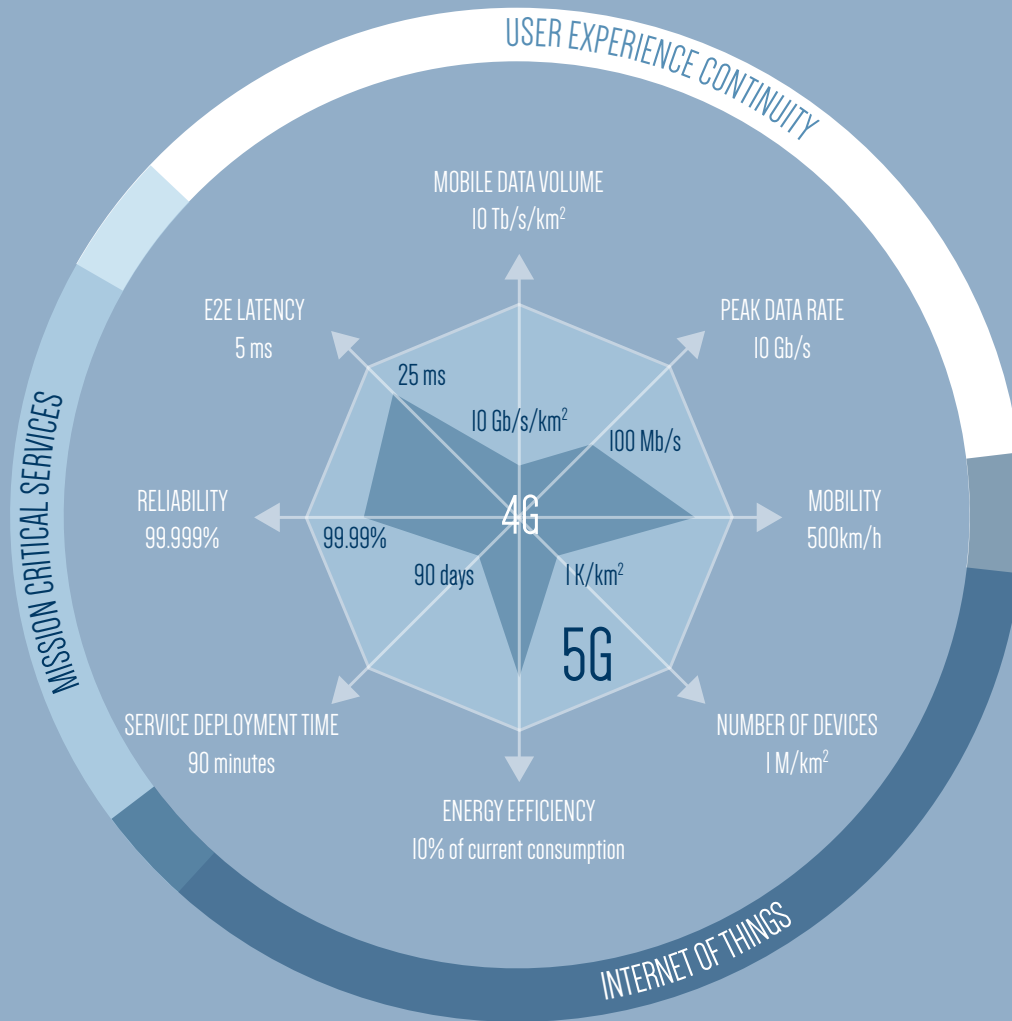 USER EXPERIENCE CONTINUITY
MOBILE DATA VOLUME
10 Tb/s/km²
E2E LATENCY
5 ms
PEAK DATA RATE
10 Gb/s
25 ms
10 Gb/s/km²
100 Mb/s
MISSION CRITICAL SERVICES
RELIABILITY
99.999%
4G
MOBILITY
500km/h
99.99%
90 days
1 K/km²
5G
SERVICE DEPLOYMENT TIME
90 minutes
NUMBER OF DEVICES
1 M/km²
ENERGY EFFICIENCY
10% of current consumption
INTERNET OF THINGS